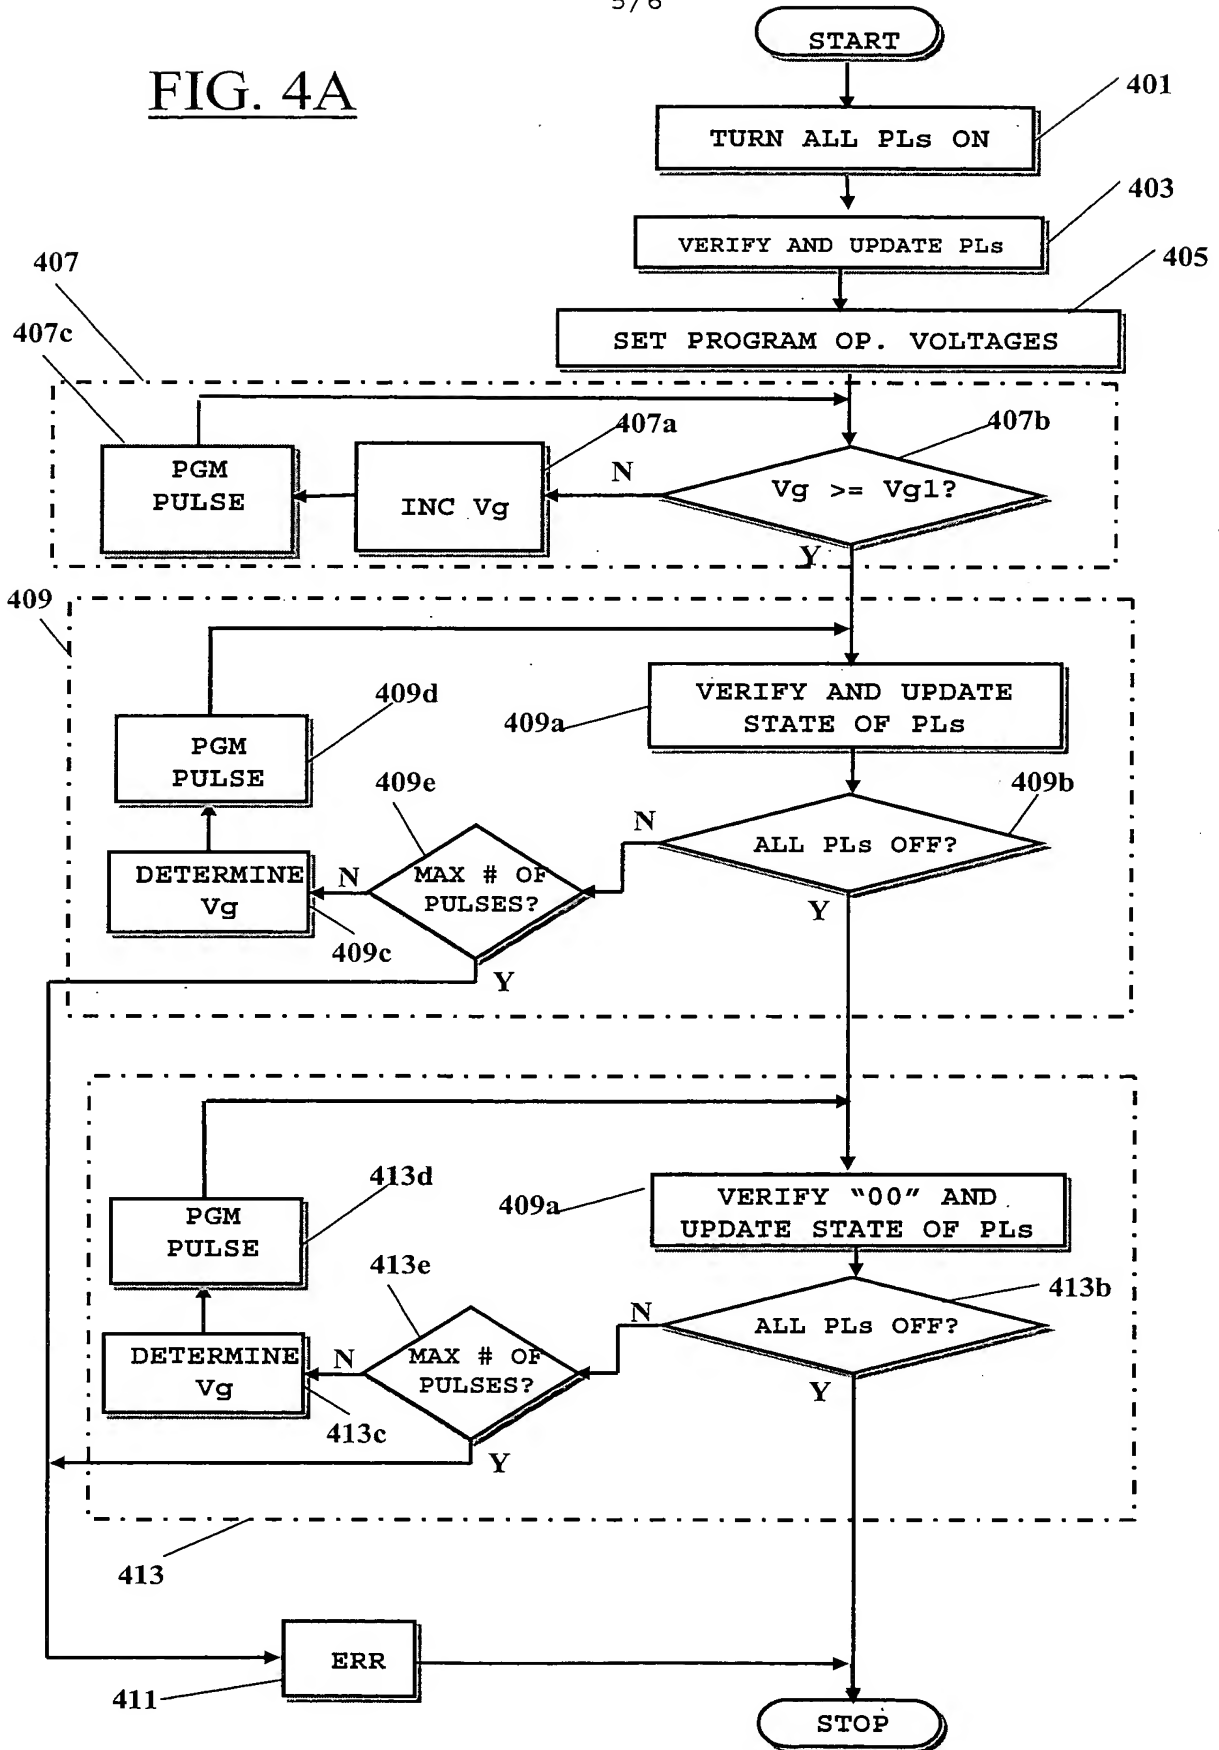 5/6
FIG. 4A
START
401
TURN ALL PLs ON
403
VERIFY AND UPDATE PLs
405
SET PROGRAM OP. VOLTAGES
407
407c
407a
407b
PGM
PULSE
INC Vg
N
Vg >= Vg1?
Y
409
VERIFY AND UPDATE
STATE OF PLs
409a
409d
PGM
PULSE
409e
409b
N
ALL PLs OFF?
MAX # OF
PULSES?
N
DETERMINE
Vg
409c
Y
Y
413d
PGM
PULSE
409a
VERIFY "00" AND
UPDATE STATE OF PLs
413e
413b
N
ALL PLs OFF?
MAX # OF
PULSES?
N
DETERMINE
Vg
413c
Y
Y
413
ERR
411
STOP